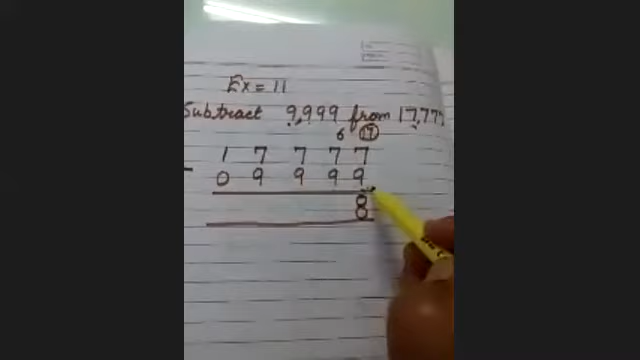 Ex = 11
Subtract 9,999 from 17,777
6 17
1 7 7 7 7
- 0 9 9 9 9
8